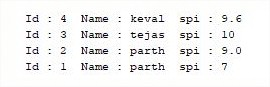 Id : 4 Name : keval spi : 9.6
Id : 3 Name : tejas spi : 10
Id : 2 Name : parth spi : 9.0
Id : 1 Name : parth spi : 7